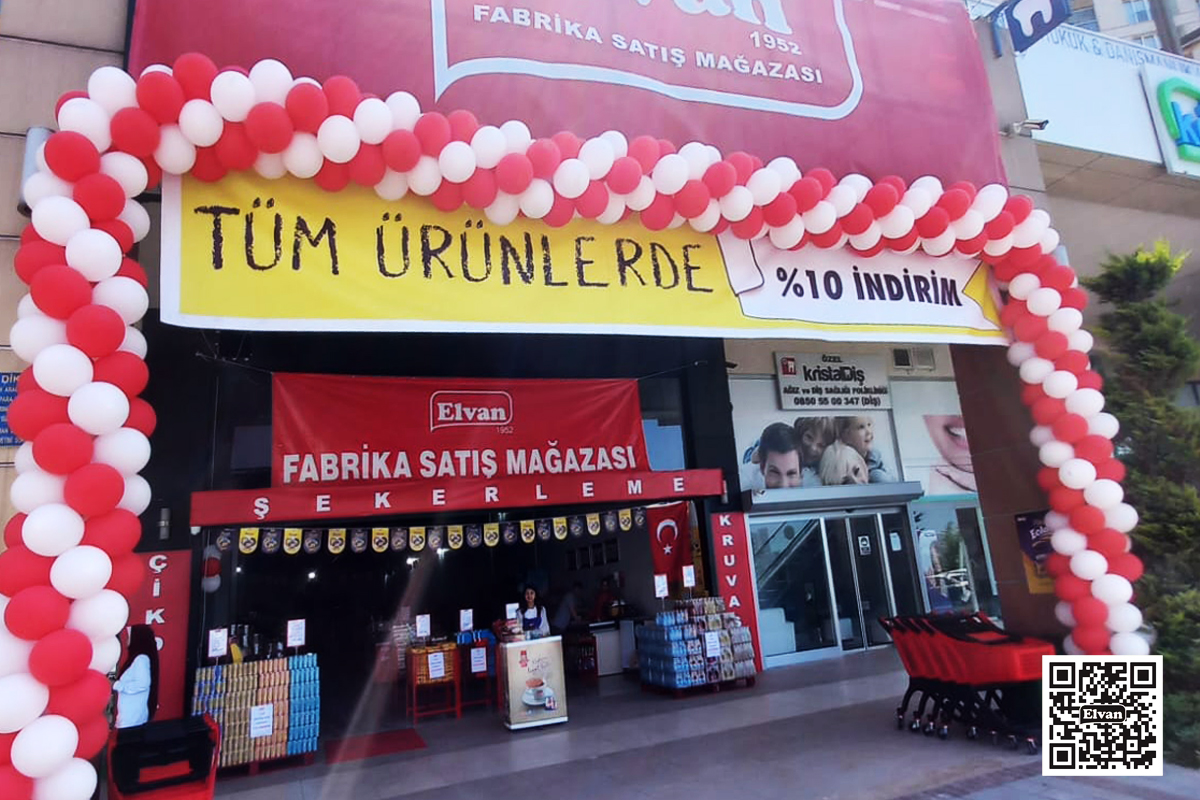 Elvan
1952
FABRİKA SATIŞ MAĞAZASI
TÜM ÜRÜNLERDE
%10 İNDİRİM
ÖZEL
kristalDiş
AĞIZ ve DİŞ SAĞLIĞI POLİKLİNİĞİ
0850 55 00 347 (DİŞ)
Elvan
1952
FABRİKA SATIŞ MAĞAZASI
ŞEKERLEME
ÇİKO
KRUVA
Elvan